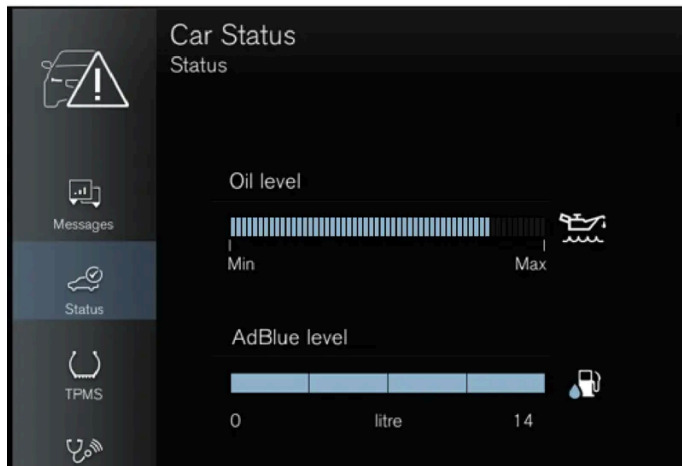 Car Status
Status
Messages
Status
TPMS
Oil level
Min Max
AdBlue level
0 litre 14